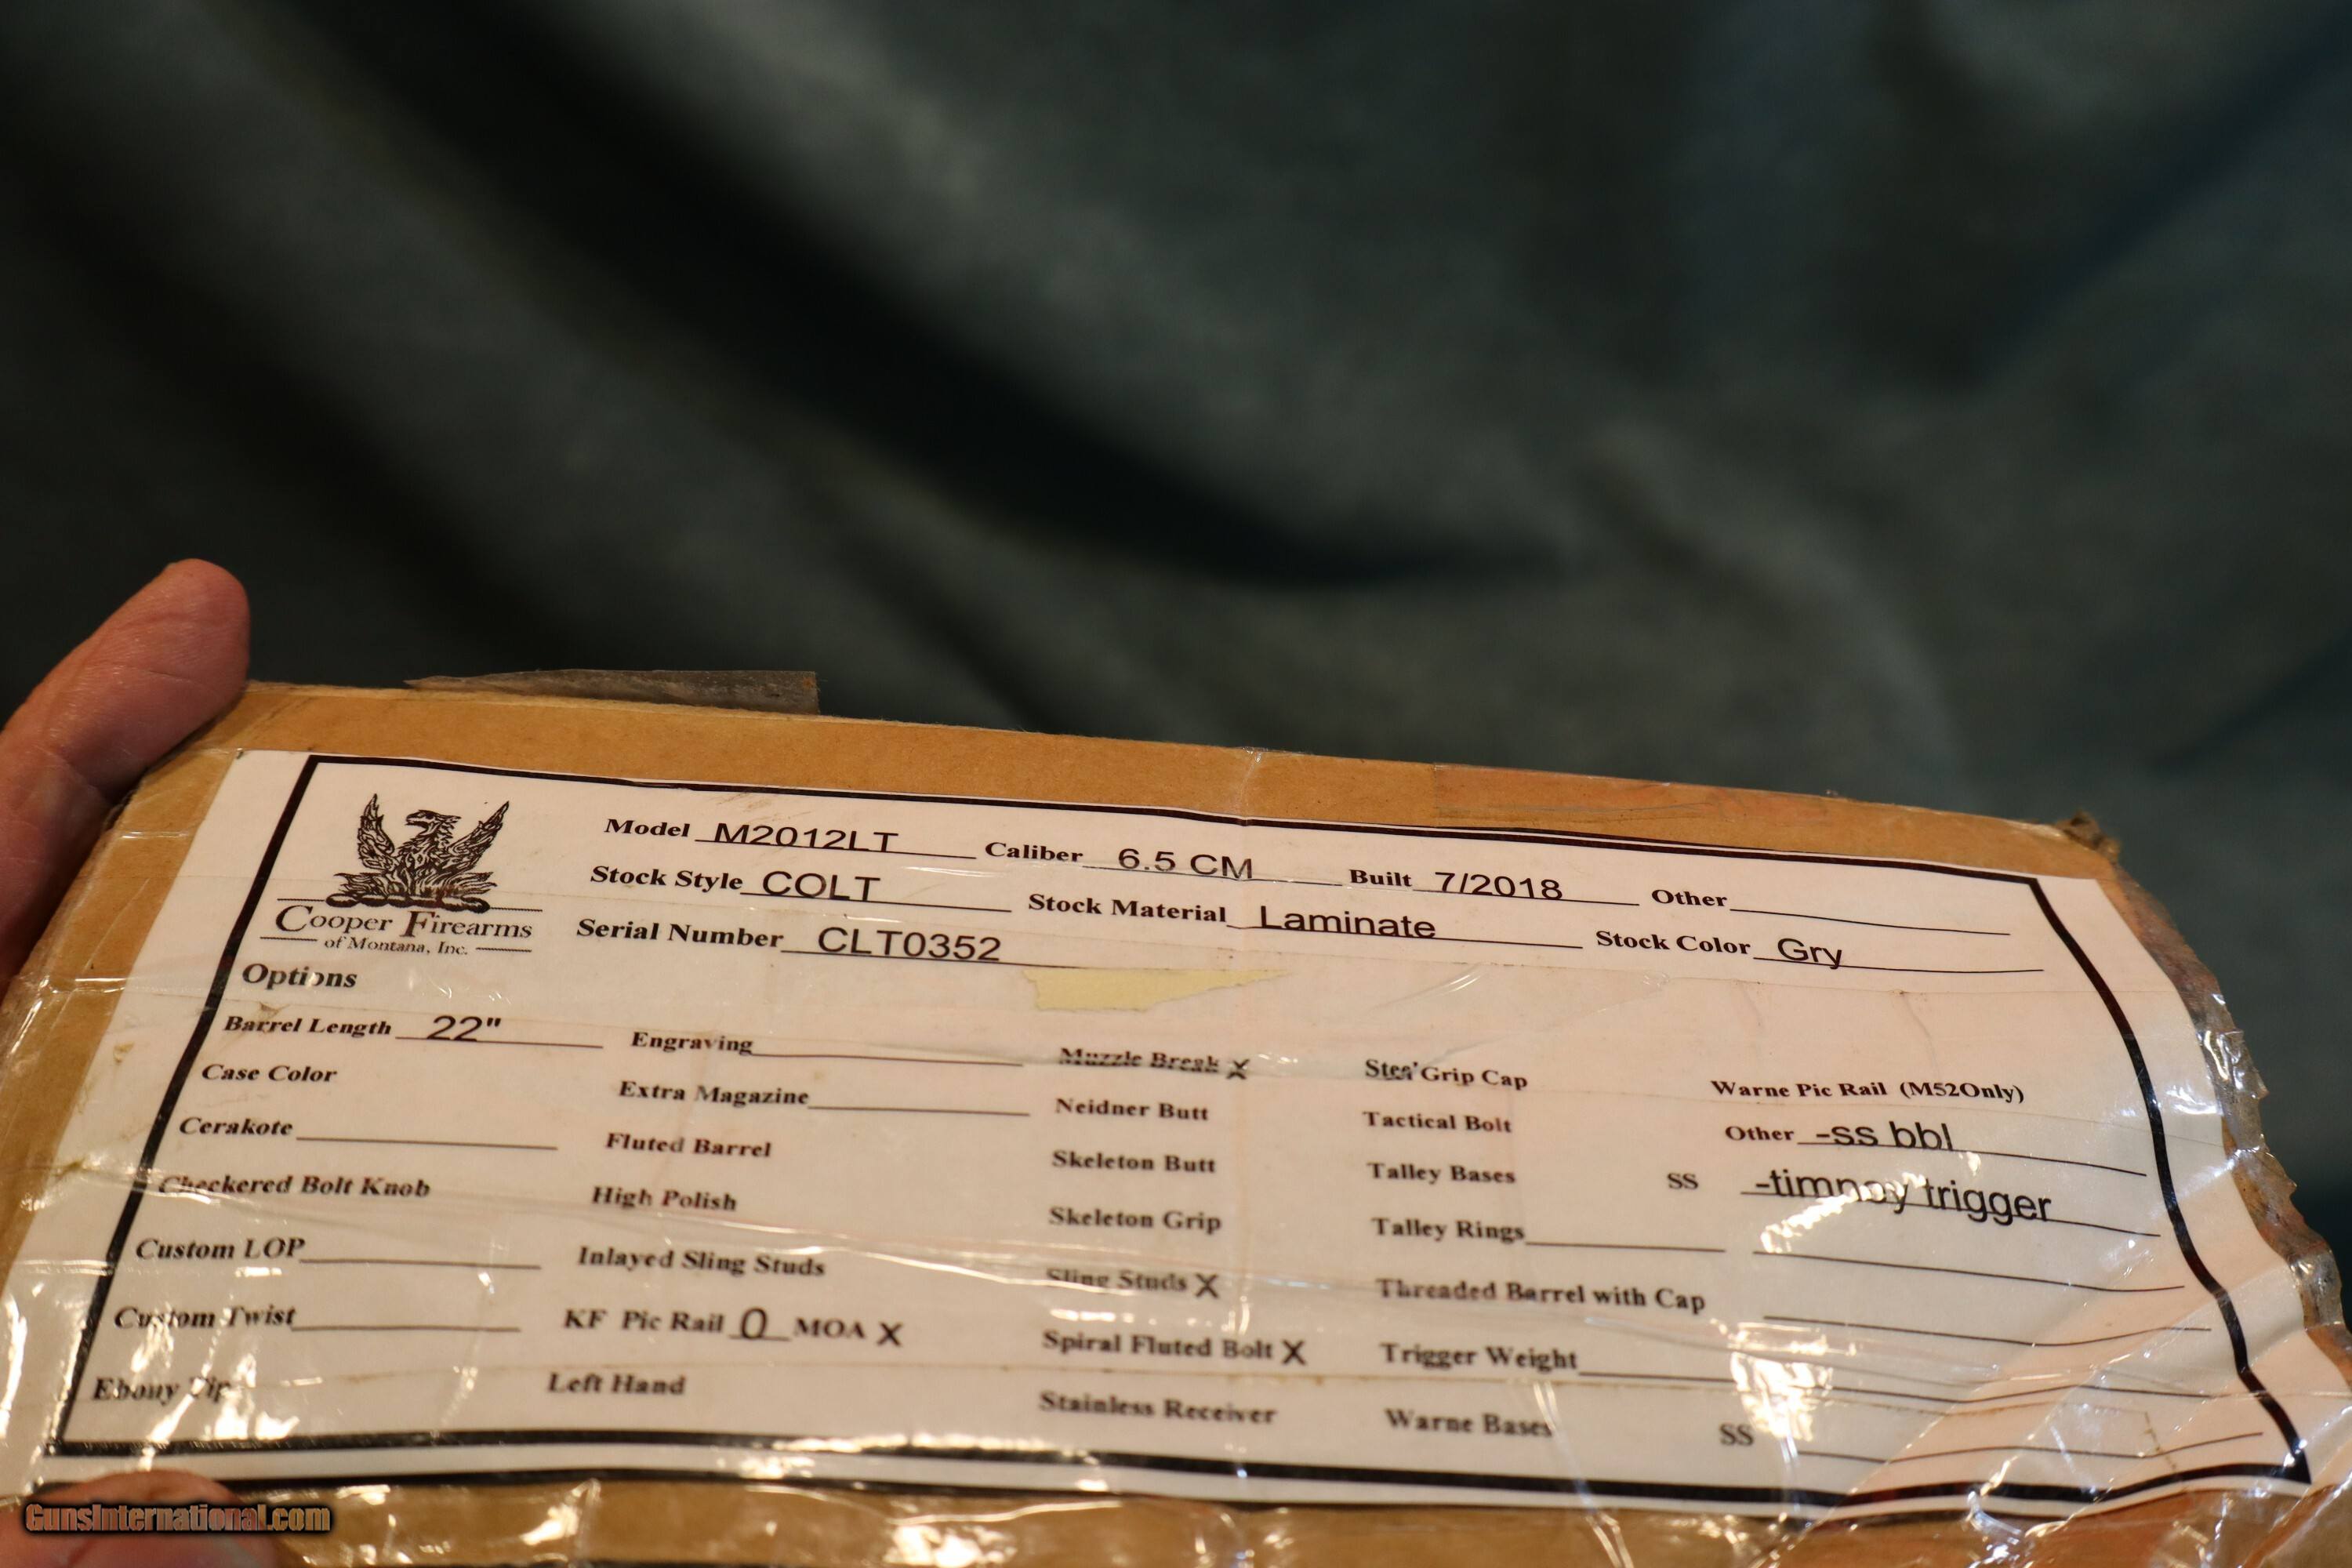 Model M2012LT Caliber 6.5 CM Built 7/2018 Other
Stock Style COLT Stock Material Laminate Stock Color Gry
Serial Number CLT0352
Cooper Firearms
of Montana, Inc.
Options
Barrel Length 22" Engraving Muzzle Break X Steel Grip Cap Warne Pic Rail (M52Only)
Case Color Extra Magazine Neidner Butt Tactical Bolt Other -ss bbl
Cerakote Fluted Barrel Skeleton Butt Talley Bases SS -timney trigger
Checkered Bolt Knob High Polish Skeleton Grip Talley Rings
Custom LOP Inlayed Sling Studs Sling Studs X Threaded Barrel with Cap
Custom Twist KF Pic Rail 0 MOA X Spiral Fluted Bolt X Trigger Weight
Ebony Tip Left Hand Stainless Receiver Warne Bases SS
GunsInternational.com